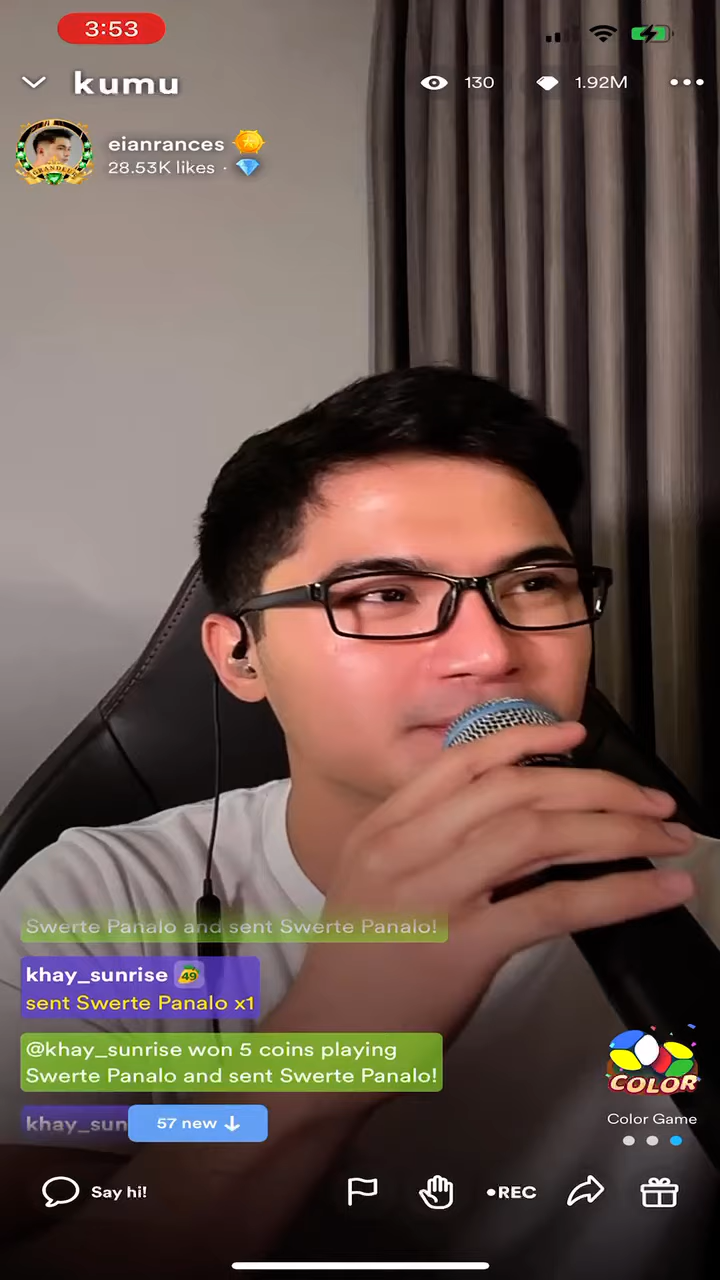 3:53
kumu
130
1.92M
eianrances
28.53K likes ·
GRANDEUR
Swerte Panalo and sent Swerte Panalo!
khay_sunrise 49
sent Swerte Panalo x1
@khay_sunrise won 5 coins playing
Swerte Panalo and sent Swerte Panalo!
khay_sun
57 new ↓
COLOR
Color Game
Say hi!
•REC